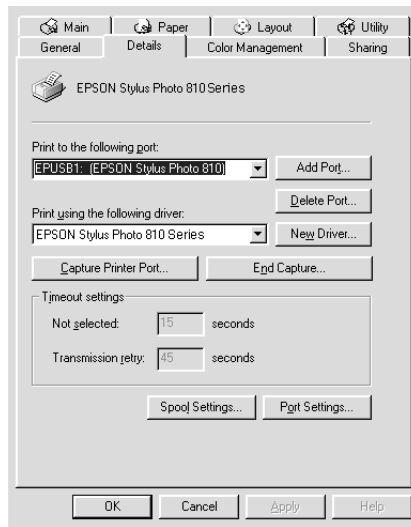 Main Paper Layout Utility
General Details Color Management Sharing
EPSON Stylus Photo 810 Series
Print to the following port:
EPUSB1: (EPSON Stylus Photo 810) Add Port...
Delete Port...
Print using the following driver:
EPSON Stylus Photo 810 Series New Driver...
Capture Printer Port... End Capture...
Timeout settings
Not selected: 15 seconds
Transmission retry: 45 seconds
Spool Settings... Port Settings...
OK Cancel Apply Help